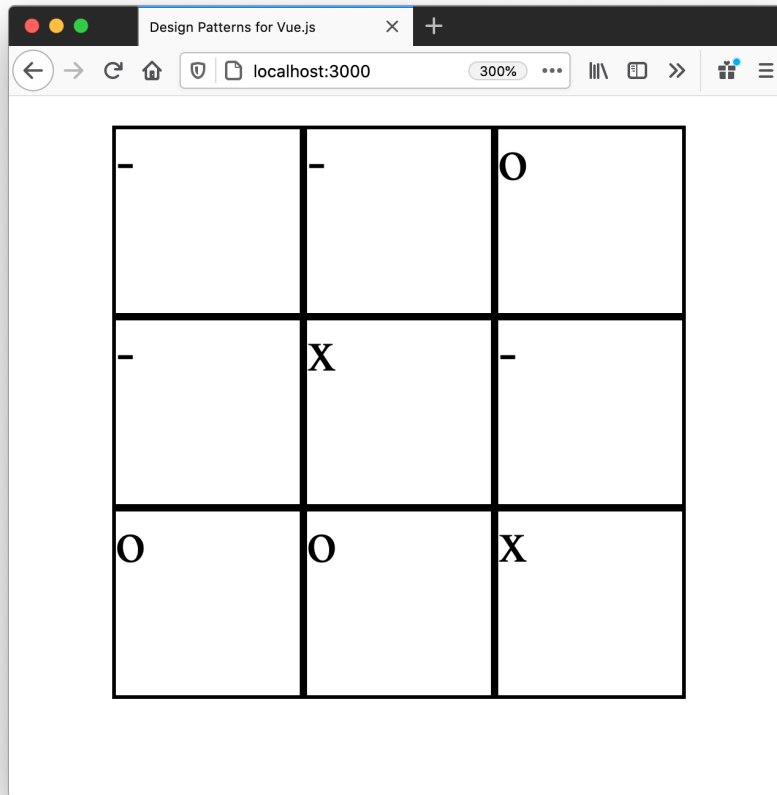 Design Patterns for Vue.js
localhost:3000 300%
- - o
- x -
o o x